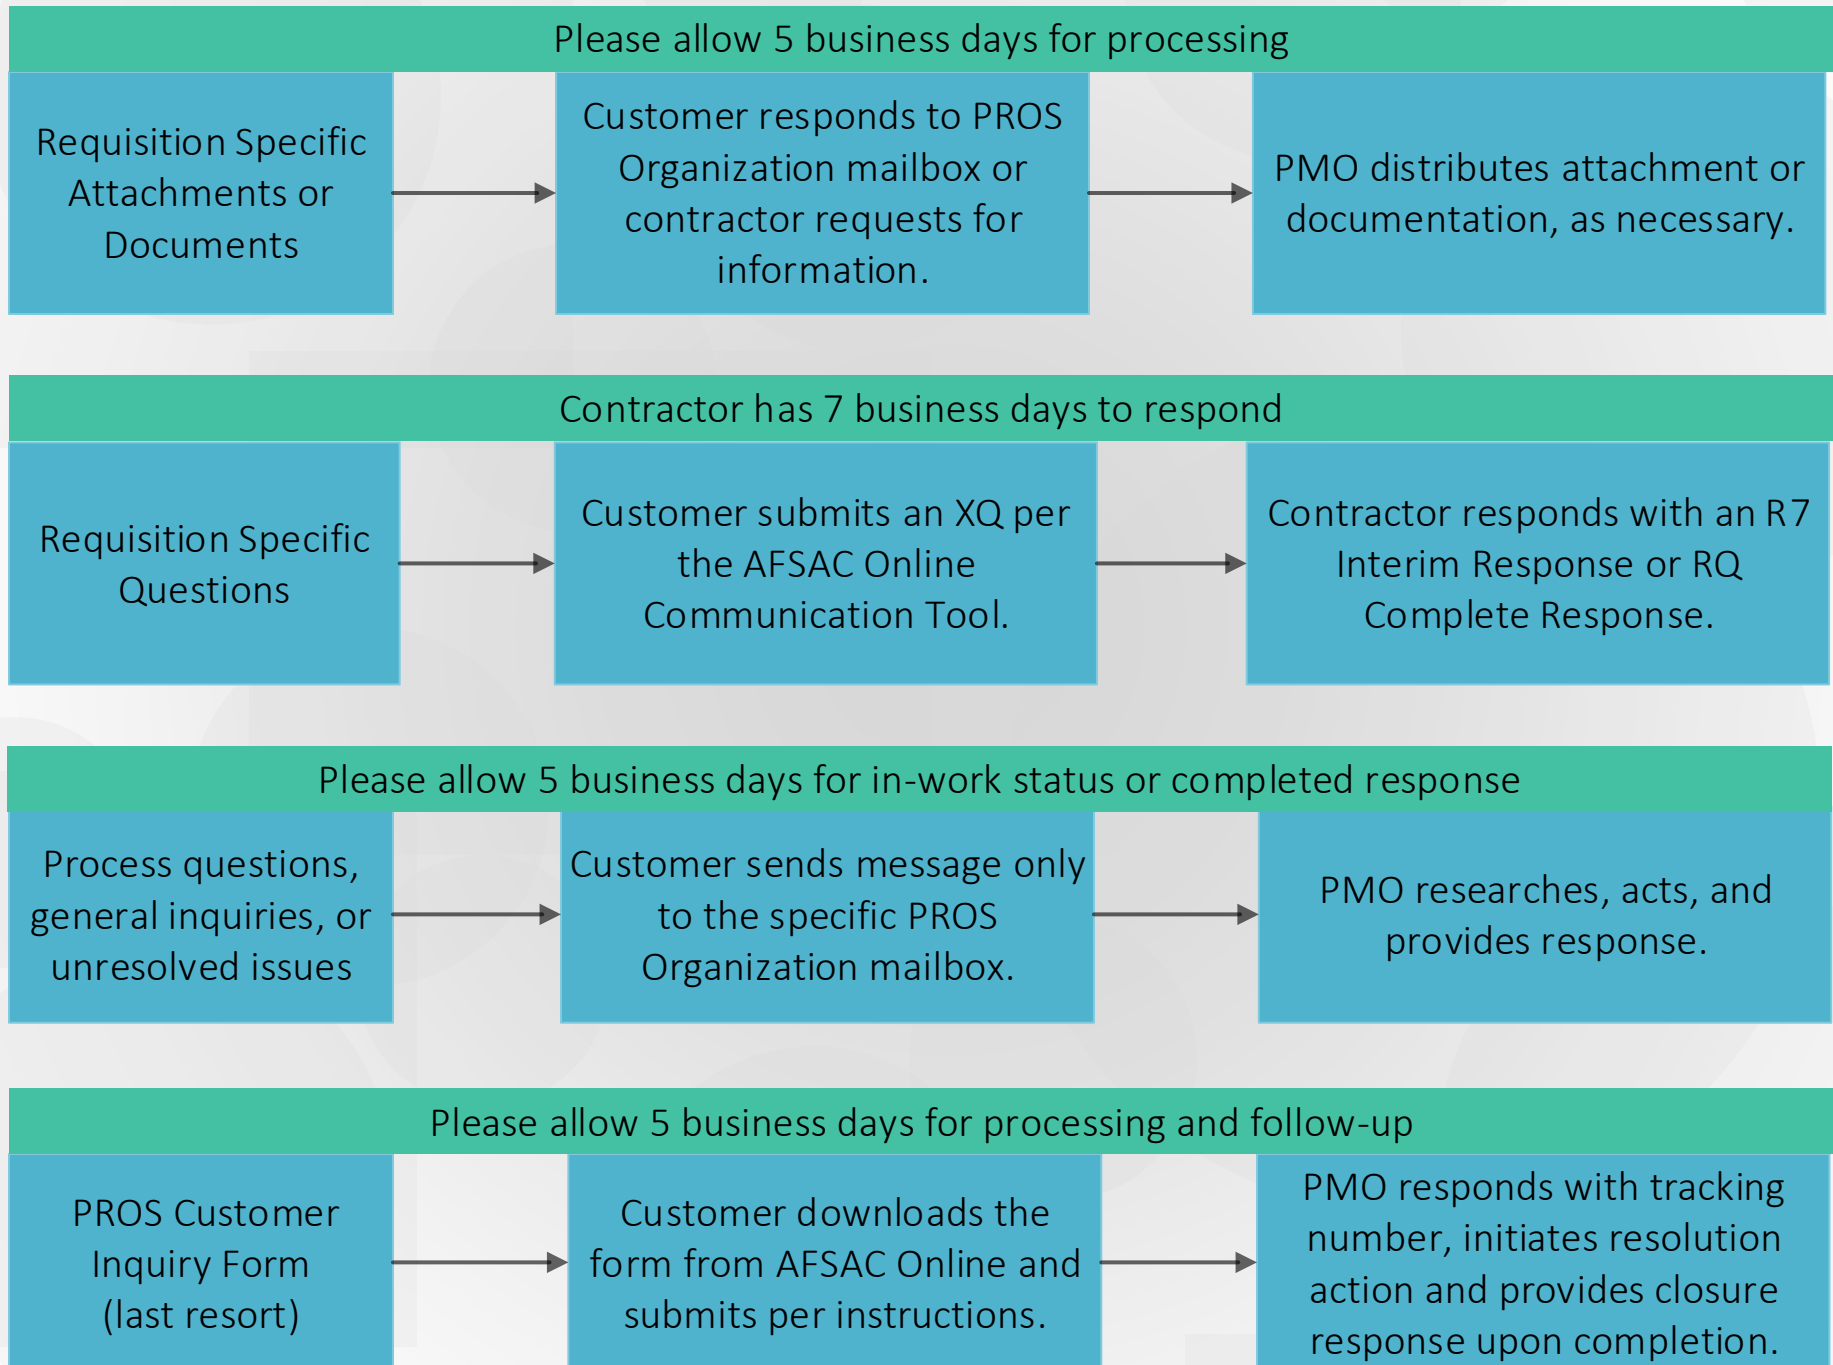 Please allow 5 business days for processing
Requisition Specific
Attachments or
Documents
Customer responds to PROS
Organization mailbox or
contractor requests for
information.
PMO distributes attachment or
documentation, as necessary.
Contractor has 7 business days to respond
Requisition Specific
Questions
Customer submits an XQ per
the AFSAC Online
Communication Tool.
Contractor responds with an R7
Interim Response or RQ
Complete Response.
Please allow 5 business days for in-work status or completed response
Process questions,
general inquiries, or
unresolved issues
Customer sends message only
to the specific PROS
Organization mailbox.
PMO researches, acts, and
provides response.
Please allow 5 business days for processing and follow-up
PROS Customer
Inquiry Form
(last resort)
Customer downloads the
form from AFSAC Online and
submits per instructions.
PMO responds with tracking
number, initiates resolution
action and provides closure
response upon completion.